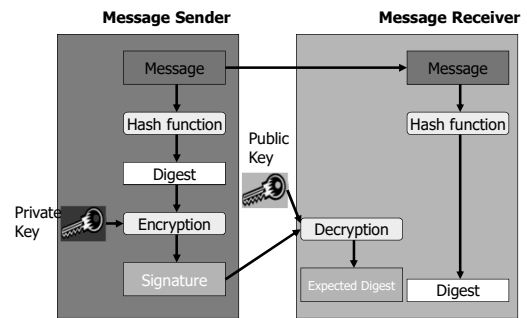 Message Sender
Message Receiver
Message
Message
Hash function
Hash function
Public
Key
Digest
Private
Key
Encryption
Decryption
Signature
Expected Digest
Digest